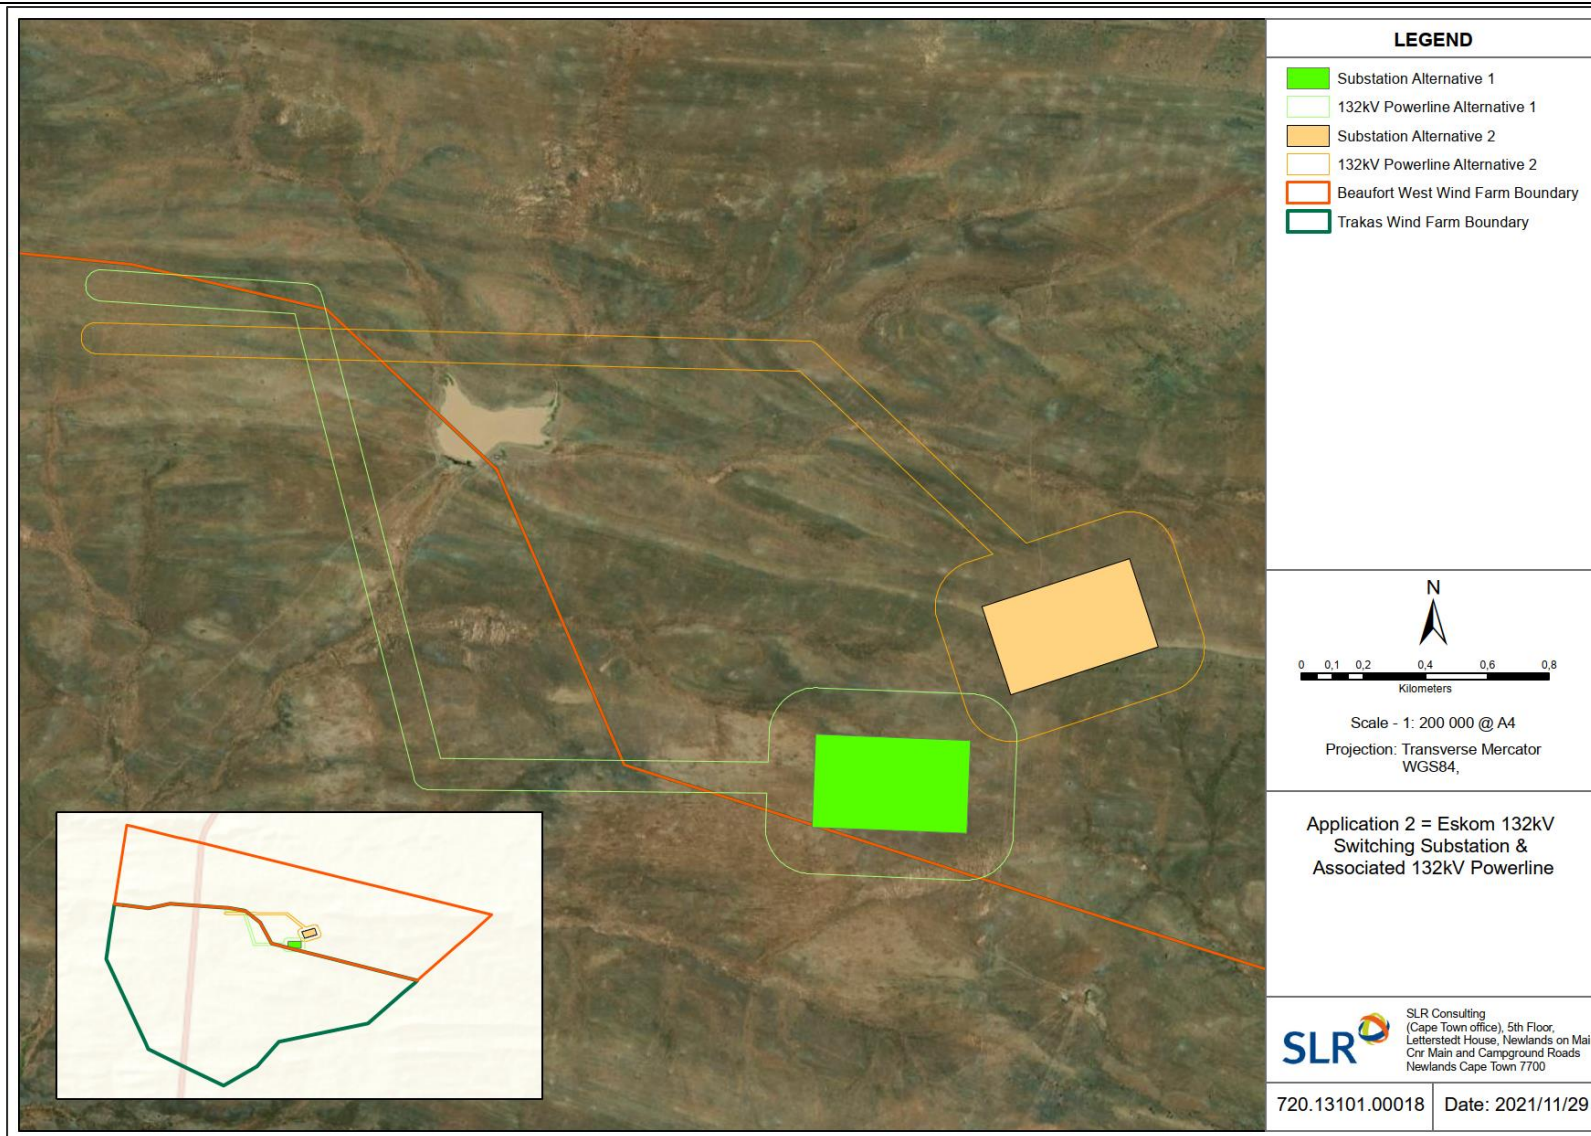 LEGEND
Substation Alternative 1
132kV Powerline Alternative 1
Substation Alternative 2
132kV Powerline Alternative 2
Beaufort West Wind Farm Boundary
Trakas Wind Farm Boundary
N
0 0,1 0,2 0,4 0,6 0,8
Kilometers
Scale - 1: 200 000 @ A4
Projection: Transverse Mercator
WGS84,
Application 2 = Eskom 132kV
Switching Substation &
Associated 132kV Powerline
SLR
SLR Consulting
(Cape Town office), 5th Floor,
Letterstedt House, Newlands on Mai
Cnr Main and Campground Roads
Newlands Cape Town 7700
720.13101.00018
Date: 2021/11/29